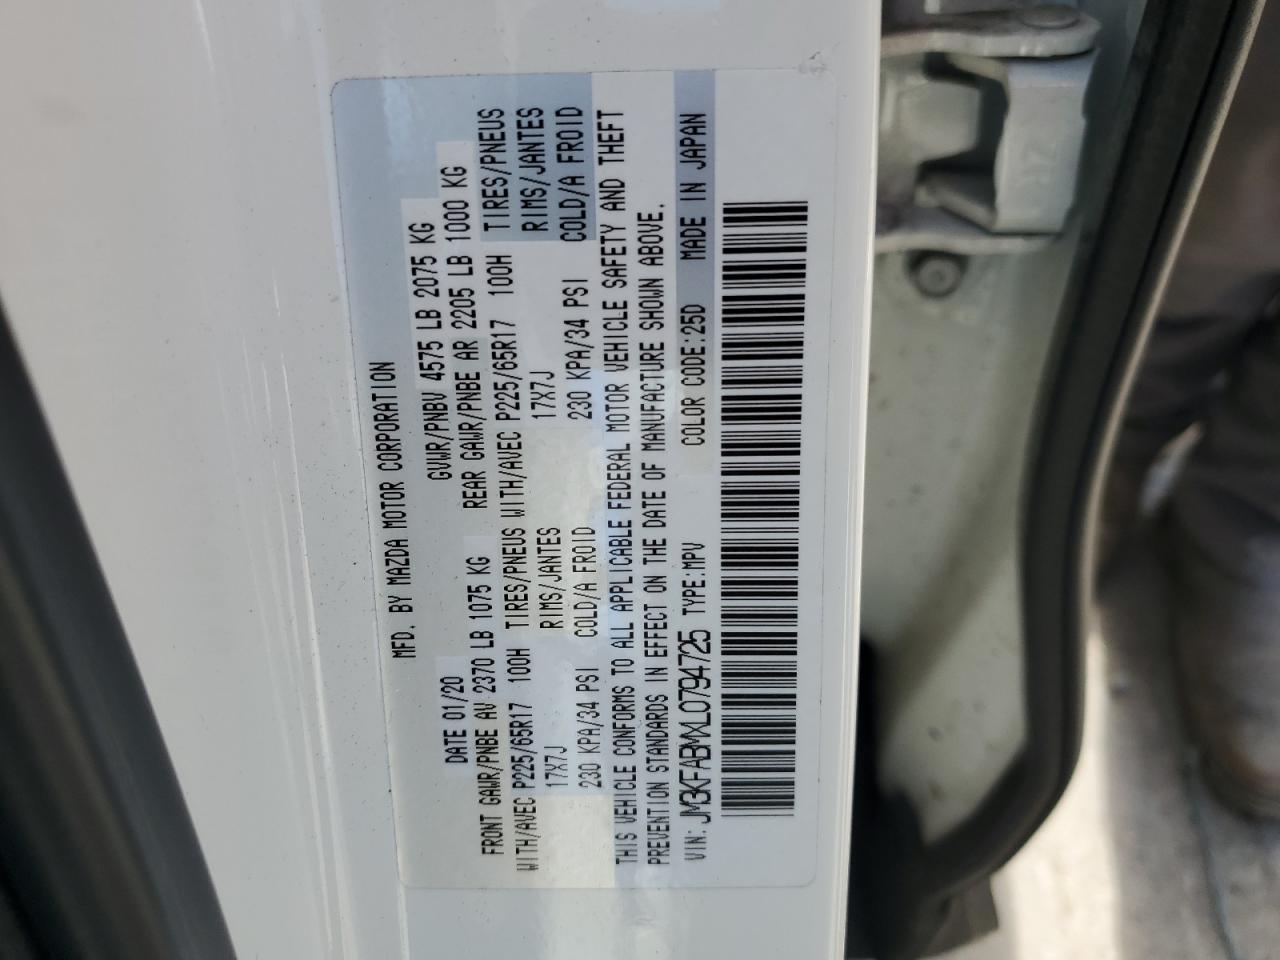 MFD. BY MAZDA MOTOR CORPORATION
DATE 01/20 GVWR/PNBV 4575 LB 2075 KG
FRONT GAWR/PNBE AV 2370 LB 1075 KG REAR GAWR/PNBE AR 2205 LB 1000 KG
WITH/AVEC P225/65R17 100H TIRES/PNEUS WITH/AVEC P225/65R17 100H TIRES/PNEUS
17X7J RIMS/JANTES 17X7J RIMS/JANTES
230 KPA/34 PSI COLD/A FROID 230 KPA/34 PSI COLD/A FROID
THIS VEHICLE CONFORMS TO ALL APPLICABLE FEDERAL MOTOR VEHICLE SAFETY AND THEFT
PREVENTION STANDARDS IN EFFECT ON THE DATE OF MANUFACTURE SHOWN ABOVE.
VIN: JM3KFABMXL0794725 TYPE:MPV COLOR CODE:25D MADE IN JAPAN